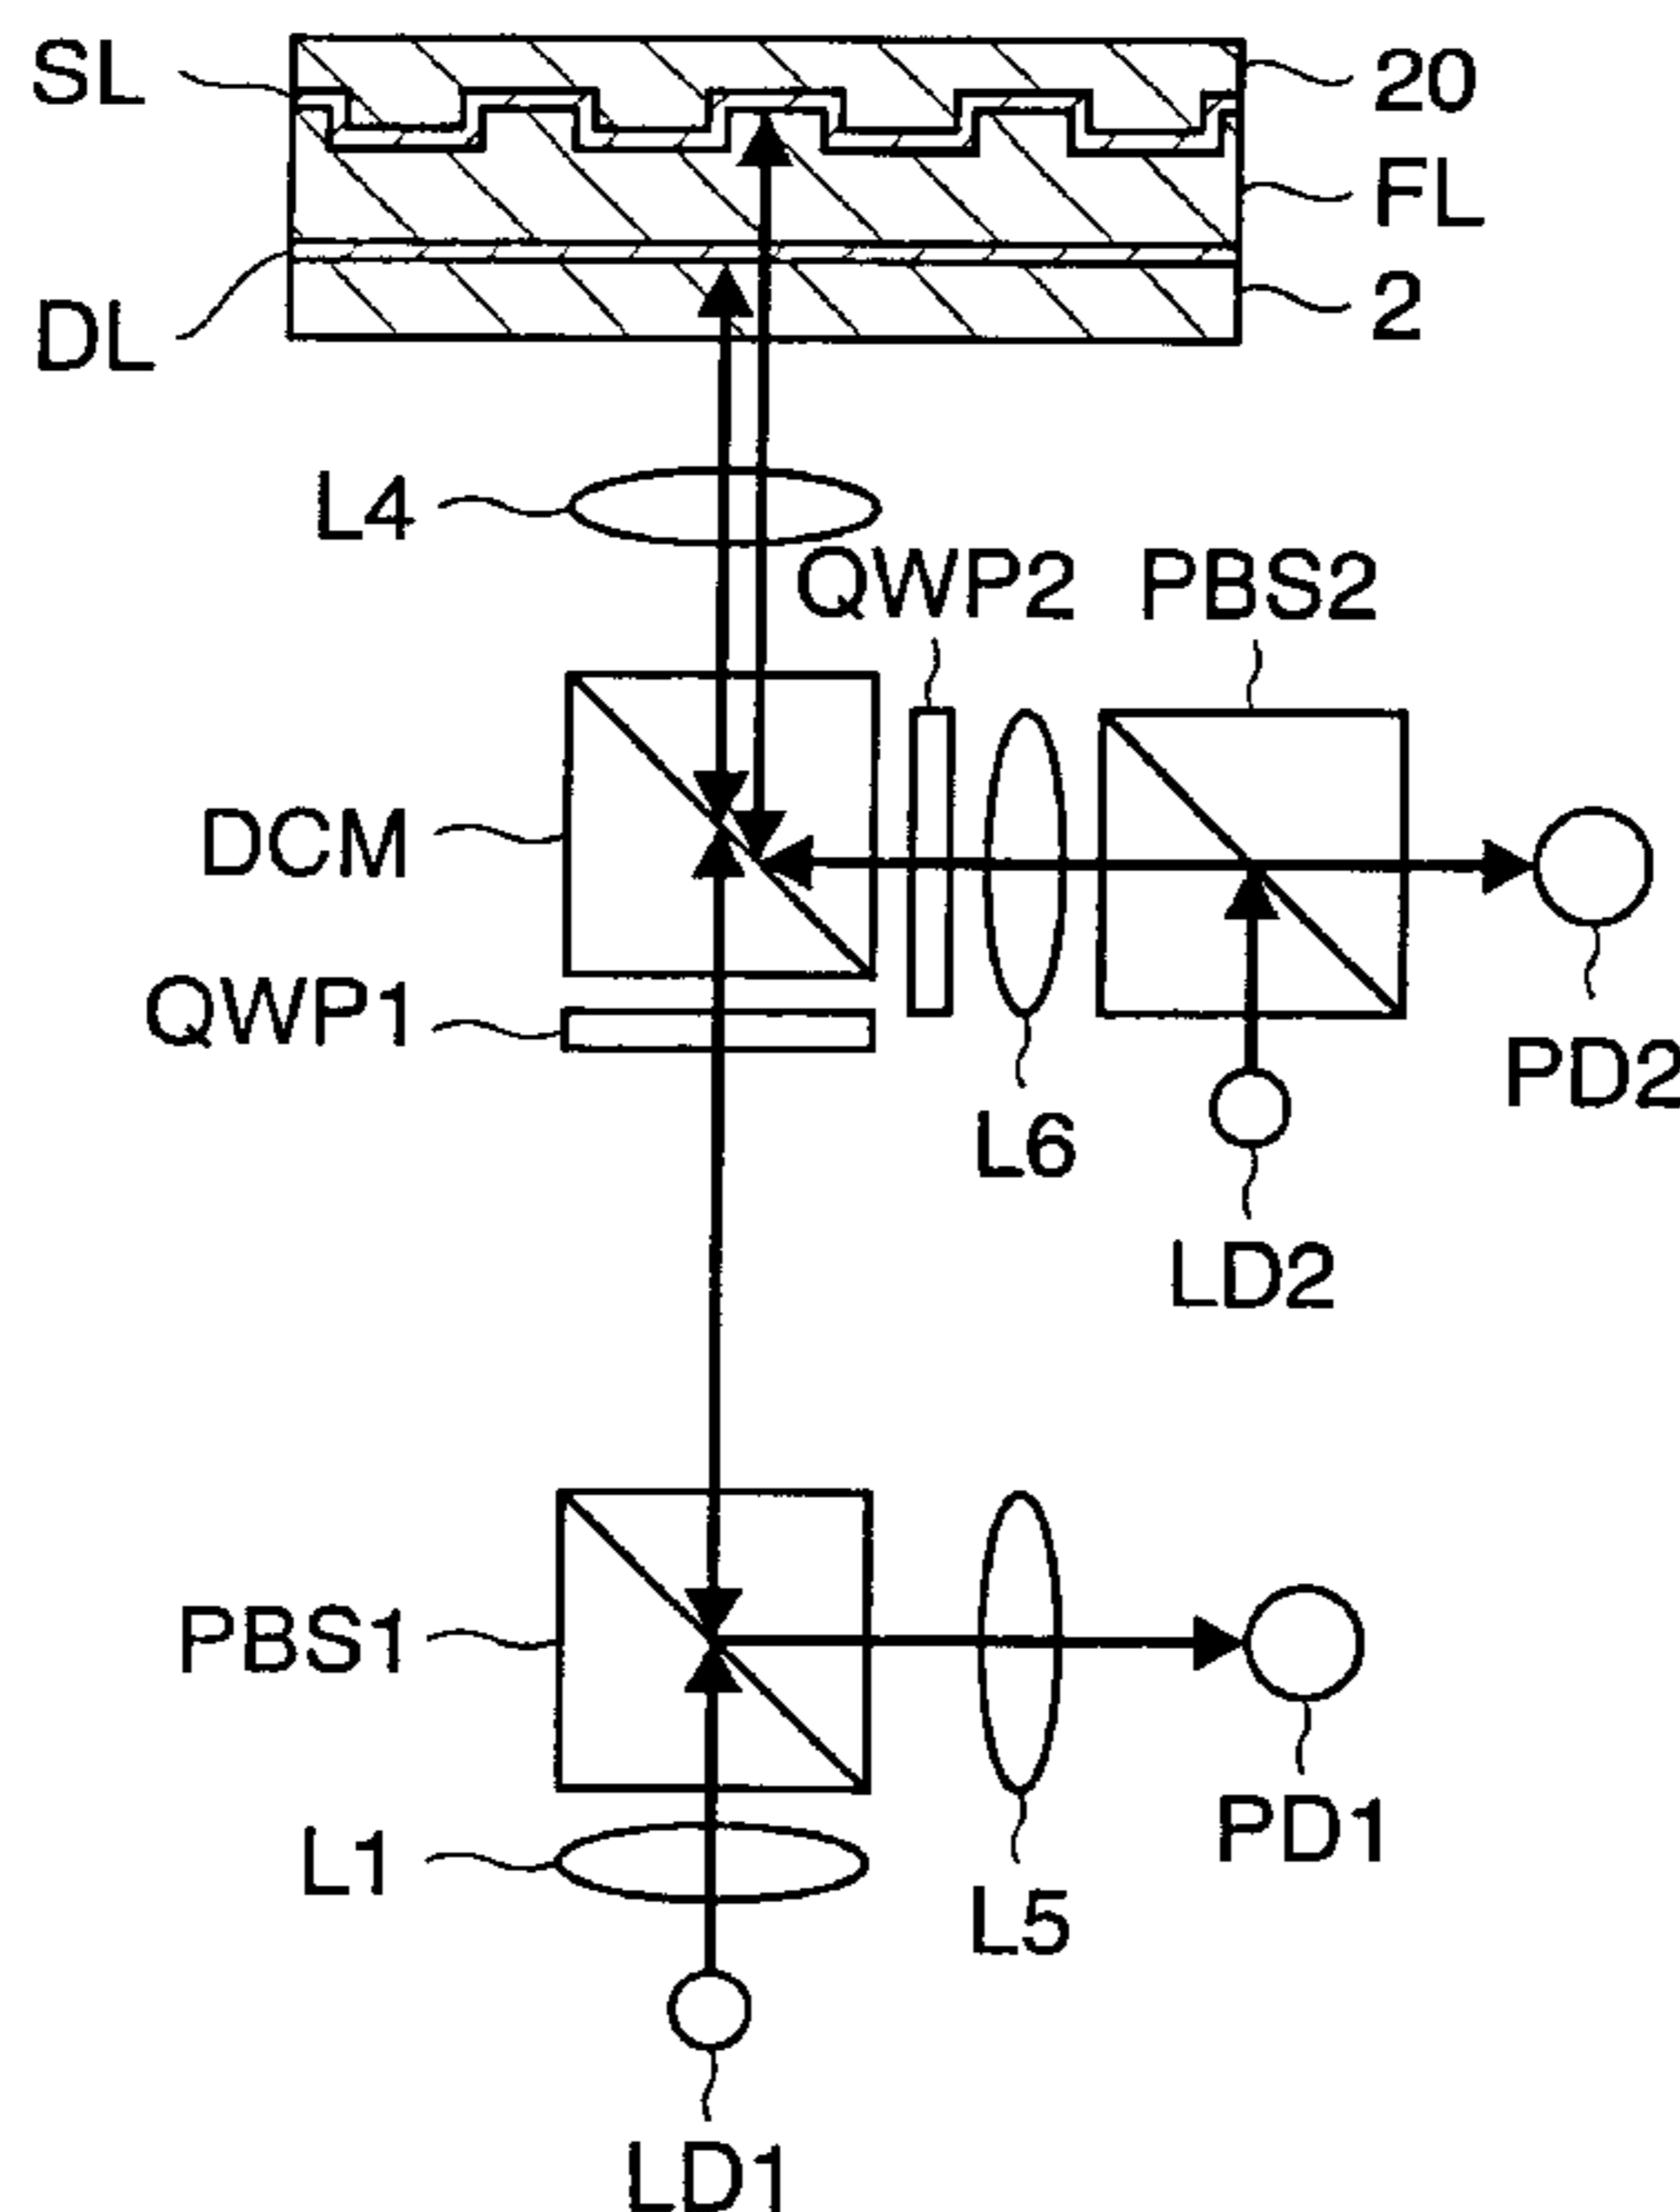 SL
20
FL
DL
2
L4
QWP2
PBS2
DCM
QWP1
PD2
L6
LD2
PBS1
PD1
L1
L5
LD1